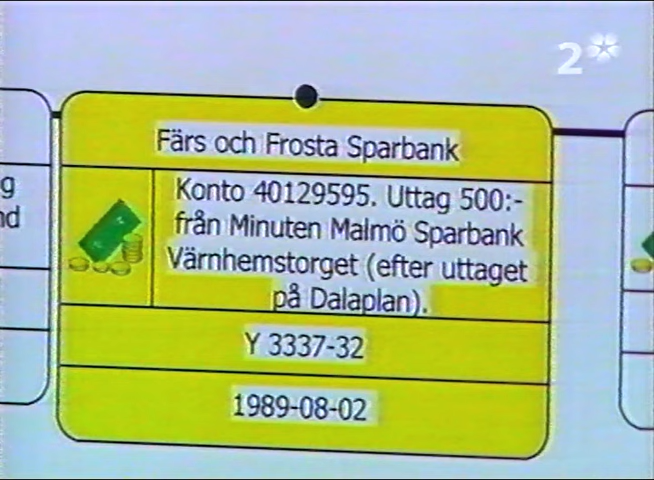 2
Färs och Frosta Sparbank
g
nd
Konto 40129595. Uttag 500:-
från Minuten Malmö Sparbank
Värnhemstorget (efter uttaget
på Dalaplan).
Y 3337-32
1989-08-02